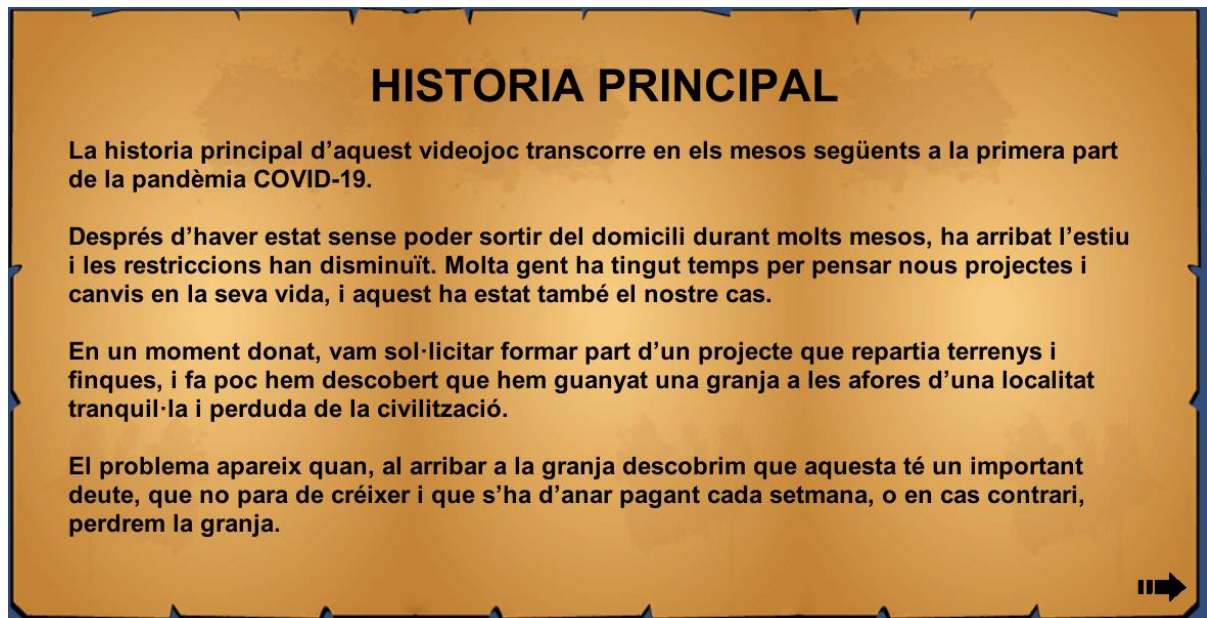 HISTORIA PRINCIPAL
La historia principal d’aquest videojoc transcorre en els mesos següents a la primera part
de la pandèmia COVID-19.
Després d’haver estat sense poder sortir del domicili durant molts mesos, ha arribat l’estiu
i les restriccions han disminuït. Molta gent ha tingut temps per pensar nous projectes i
canvis en la seva vida, i aquest ha estat també el nostre cas.
En un moment donat, vam sol·licitar formar part d’un projecte que repartia terrenys i
finques, i fa poc hem descobert que hem guanyat una granja a les afores d’una localitat
tranquil·la i perduda de la civilització.
El problema apareix quan, al arribar a la granja descobrim que aquesta té un important
deute, que no para de créixer i que s’ha d’anar pagant cada setmana, o en cas contrari,
perdrem la granja.